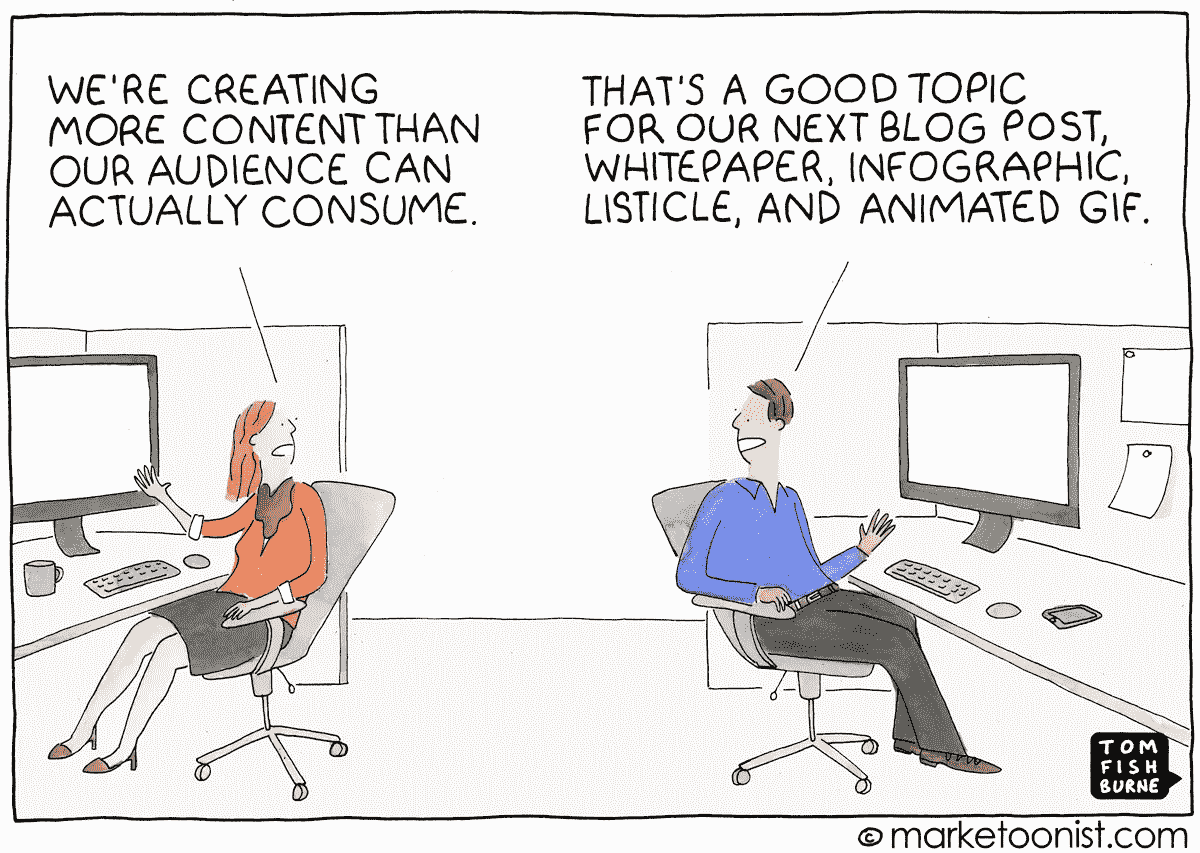 WE'RE CREATING
MORE CONTENT THAN
OUR AUDIENCE CAN
ACTUALLY CONSUME.
THAT'S A GOOD TOPIC
FOR OUR NEXT BLOG POST,
WHITEPAPER, INFOGRAPHIC,
LISTICLE, AND ANIMATED GIF.
TOM
FISH
BURNE
© marketoonist.com